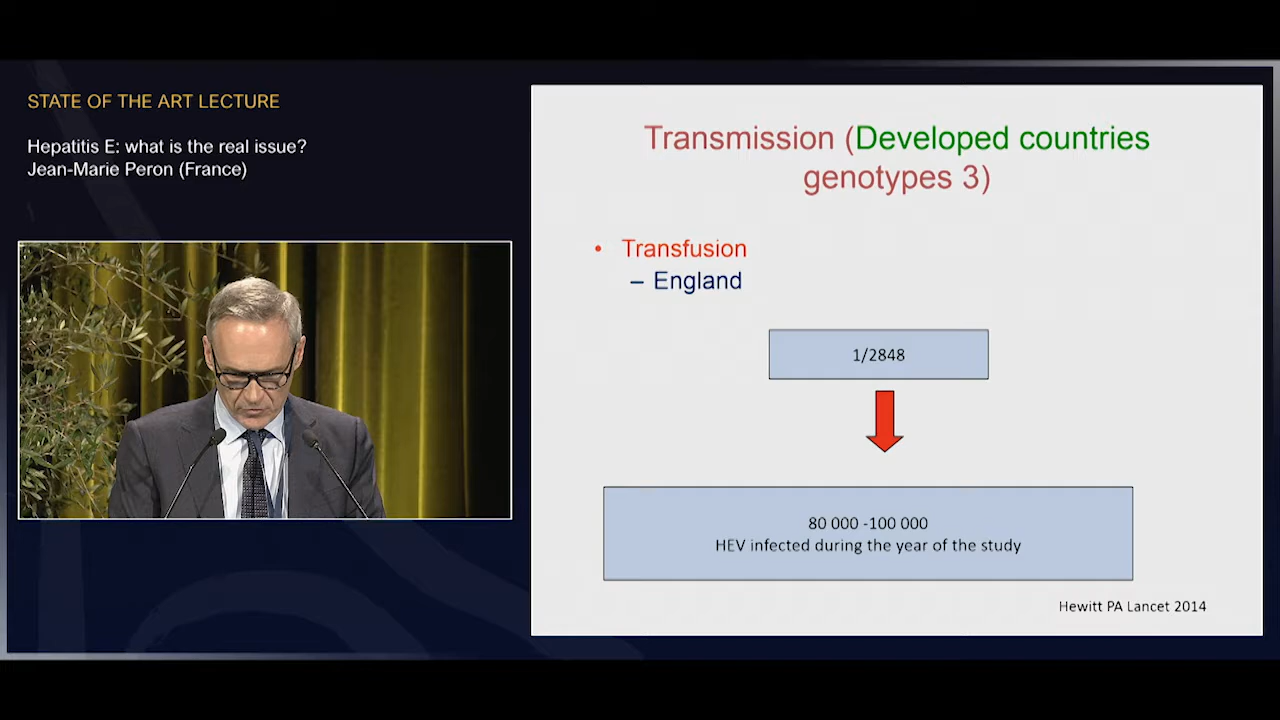 STATE OF THE ART LECTURE
Hepatitis E: what is the real issue?
Jean-Marie Peron (France)
Transmission (Developed countries
genotypes 3)
• Transfusion
– England
1/2848
80 000 -100 000
HEV infected during the year of the study
Hewitt PA Lancet 2014